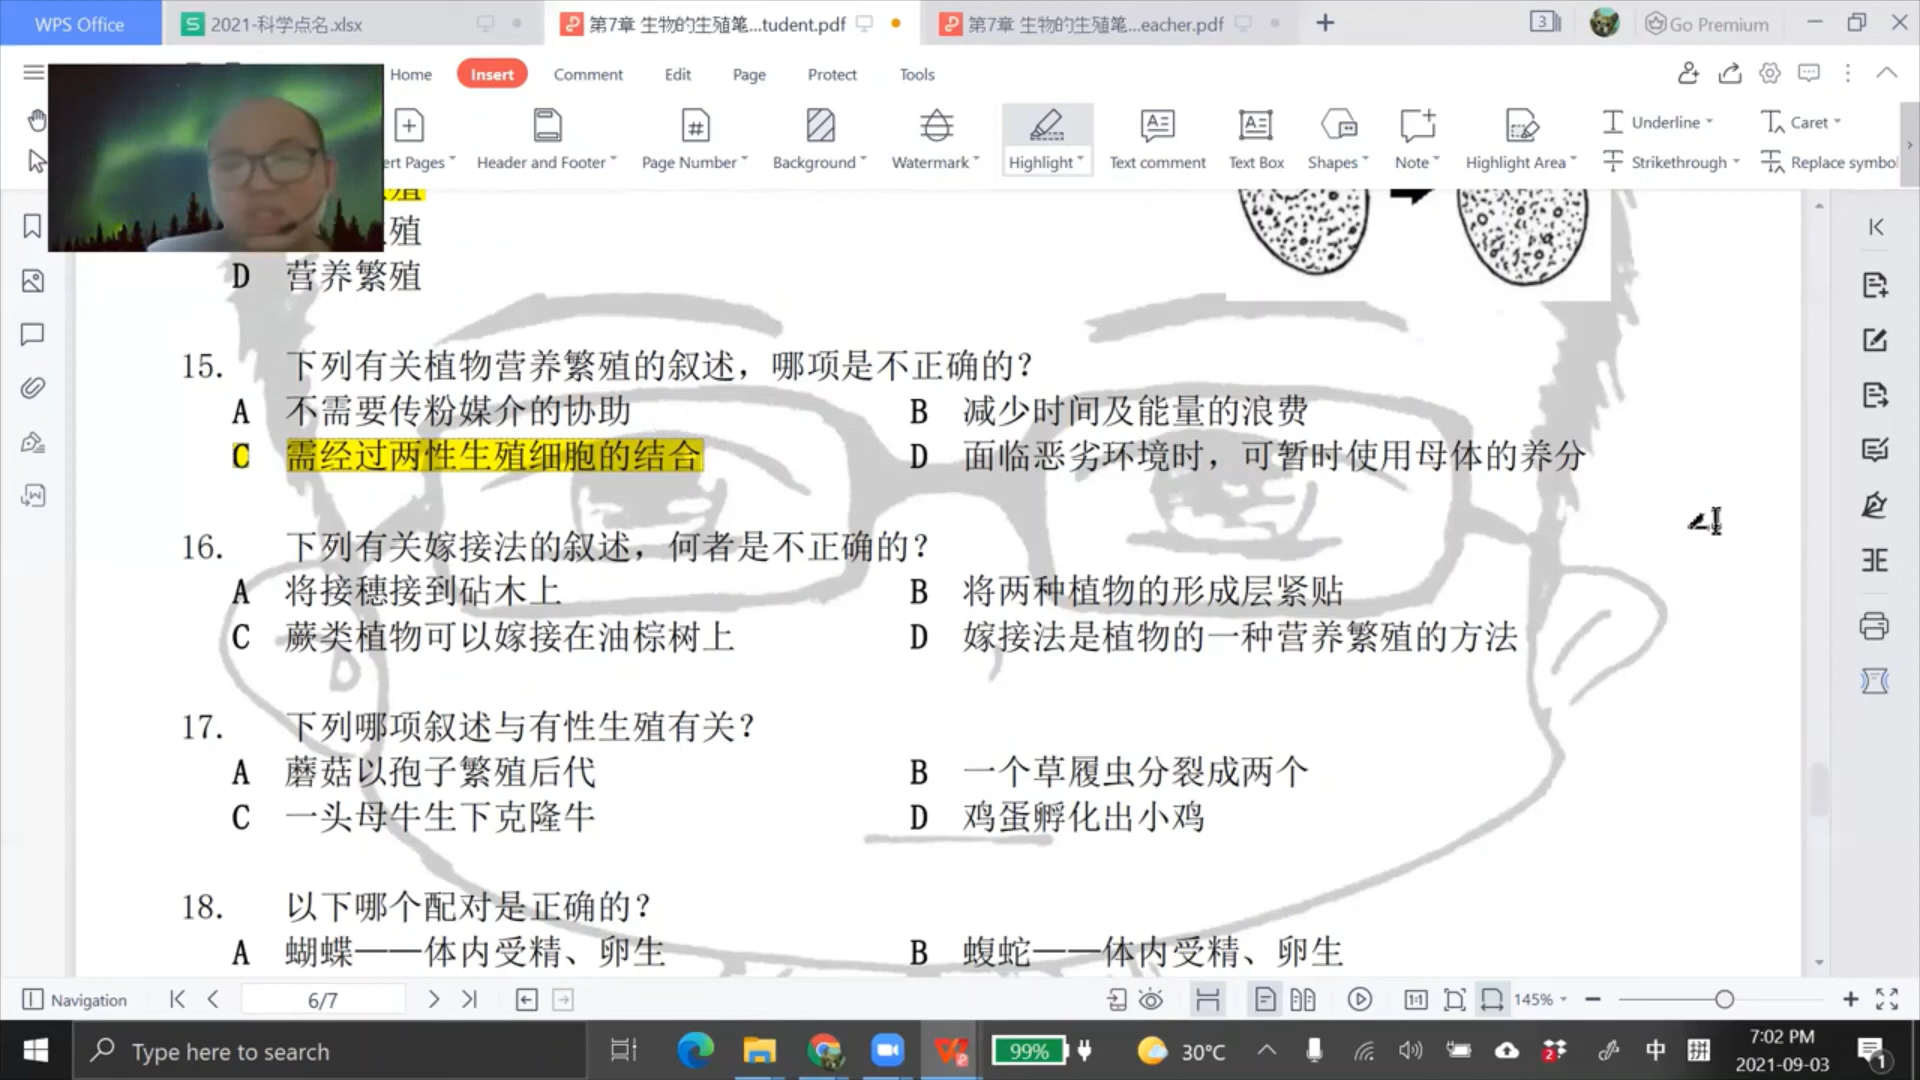 WPS Office
2021-科学点名.xlsx
第7章 生物的生殖笔...tudent.pdf
第7章 生物的生殖笔...eacher.pdf
3
Go Premium
Home
Insert
Comment
Edit
Page
Protect
Tools
ert Pages
Header and Footer
Page Number
Background
Watermark
Highlight
Text comment
Text Box
Shapes
Note
Highlight Area
Underline
Strikethrough
Caret
Replace symbol
殖
殖
D 营养繁殖
15. 下列有关植物营养繁殖的叙述，哪项是不正确的？
A 不需要传粉媒介的协助
B 减少时间及能量的浪费
C 需经过两性生殖细胞的结合
D 面临恶劣环境时，可暂时使用母体的养分
16. 下列有关嫁接法的叙述，何者是不正确的？
A 将接穗接到砧木上
B 将两种植物的形成层紧贴
C 蕨类植物可以嫁接在油棕树上
D 嫁接法是植物的一种营养繁殖的方法
17. 下列哪项叙述与有性生殖有关？
A 蘑菇以孢子繁殖后代
B 一个草履虫分裂成两个
C 一头母牛生下克隆牛
D 鸡蛋孵化出小鸡
18. 以下哪个配对是正确的？
A 蝴蝶——体内受精、卵生
B 蝮蛇——体内受精、卵生
Navigation
6/7
145%
Type here to search
99%
30°C
2
中
拼
7:02 PM
2021-09-03
1